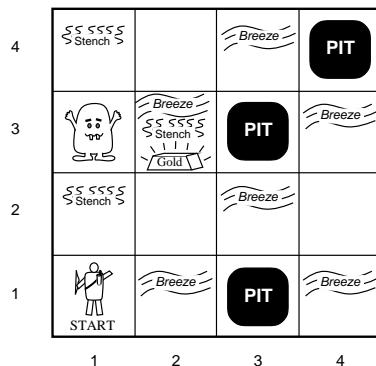 4 Stench Breeze PIT
Breeze
3 Stench PIT Breeze
Gold
2 Stench Breeze
1 Breeze PIT Breeze
START
1 2 3 4